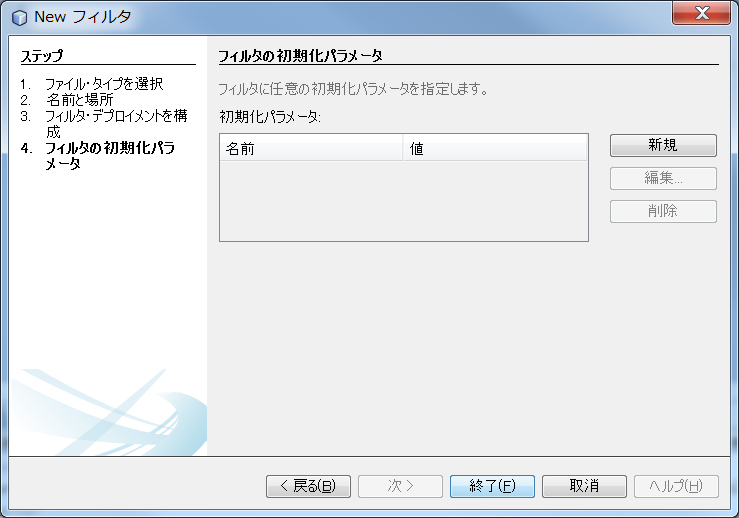 New フィルタ
ステップ
1. ファイル・タイプを選択
2. 名前と場所
3. フィルタ・デプロイメントを構
成
4. フィルタの初期化パラ
メータ
フィルタの初期化パラメータ
フィルタに任意の初期化パラメータを指定します。
初期化パラメータ:
名前 値
新規
編集...
削除
< 戻る(B) 次 > 終了(F) 取消 ヘルプ(H)